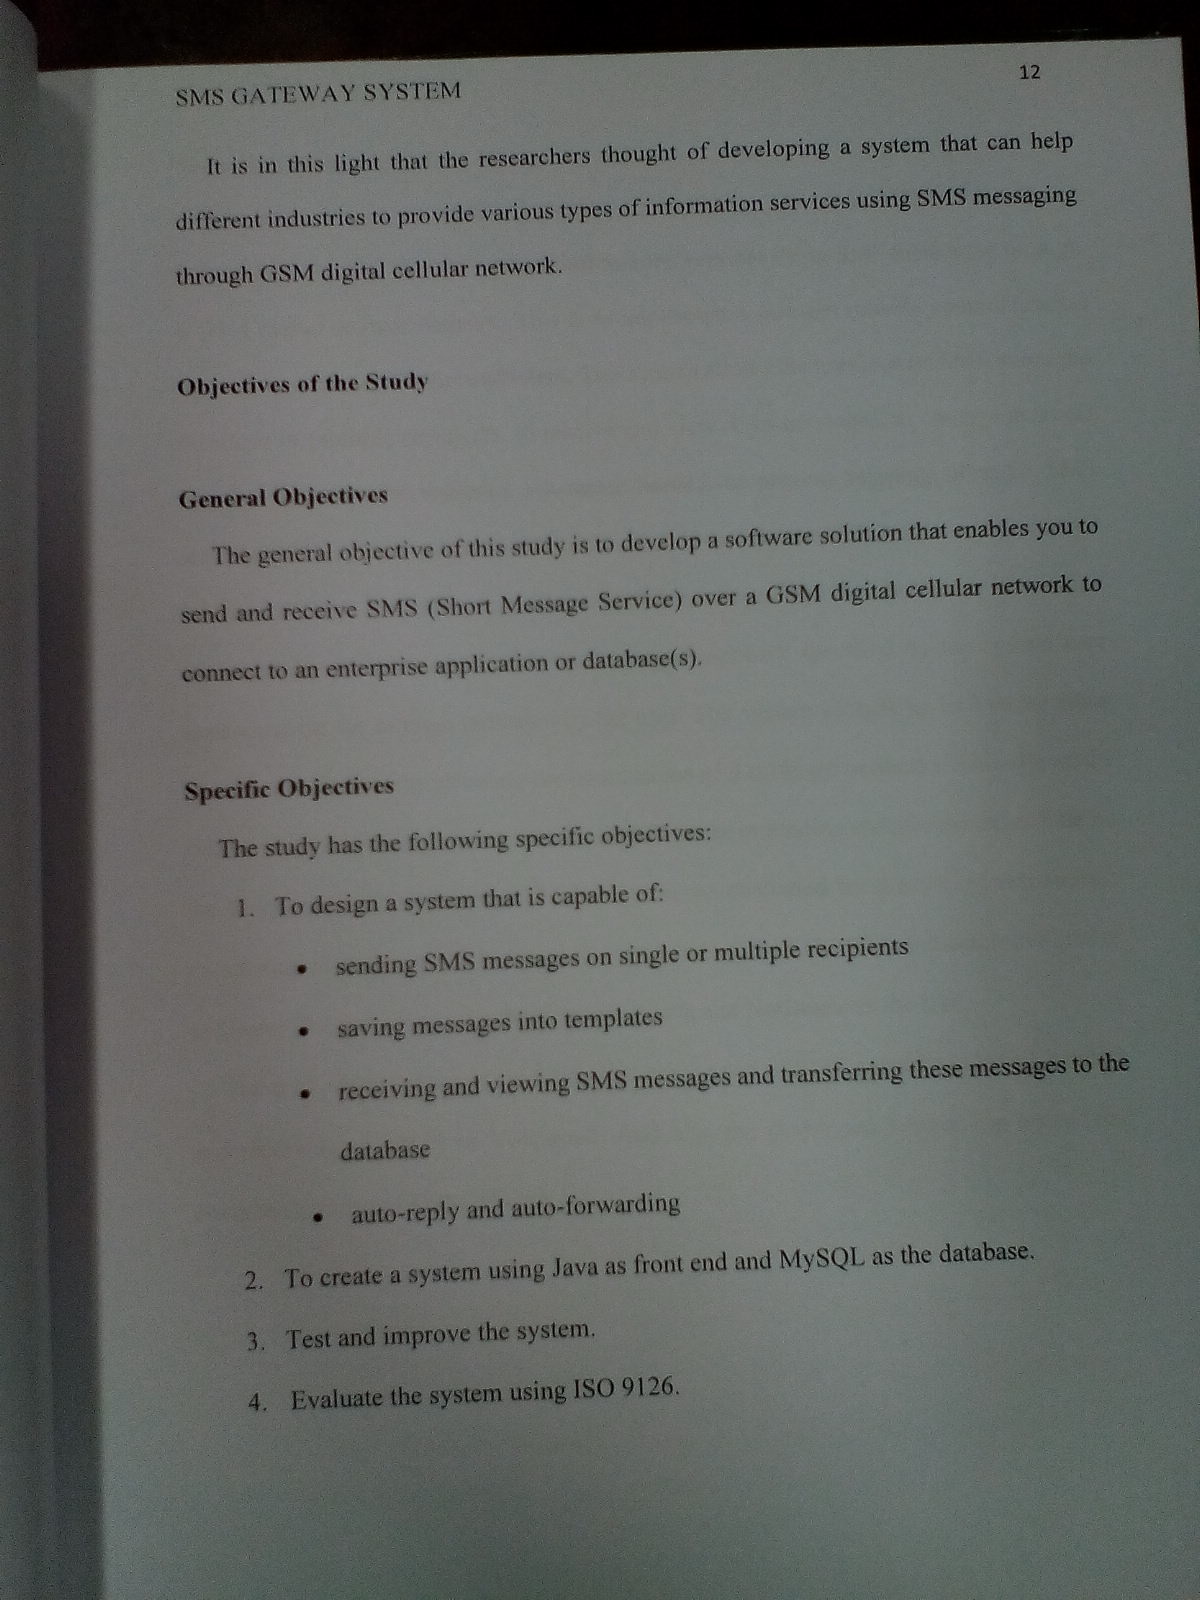 SMS GATEWAY SYSTEM 12
It is in this light that the researchers thought of developing a system that can help
different industries to provide various types of information services using SMS messaging
through GSM digital cellular network.
Objectives of the Study
General Objectives
The general objective of this study is to develop a software solution that enables you to
send and receive SMS (Short Message Service) over a GSM digital cellular network to
connect to an enterprise application or database(s).
Specific Objectives
The study has the following specific objectives:
1. To design a system that is capable of:
• sending SMS messages on single or multiple recipients
• saving messages into templates
• receiving and viewing SMS messages and transferring these messages to the
database
• auto-reply and auto-forwarding
2. To create a system using Java as front end and MySQL as the database.
3. Test and improve the system.
4. Evaluate the system using ISO 9126.